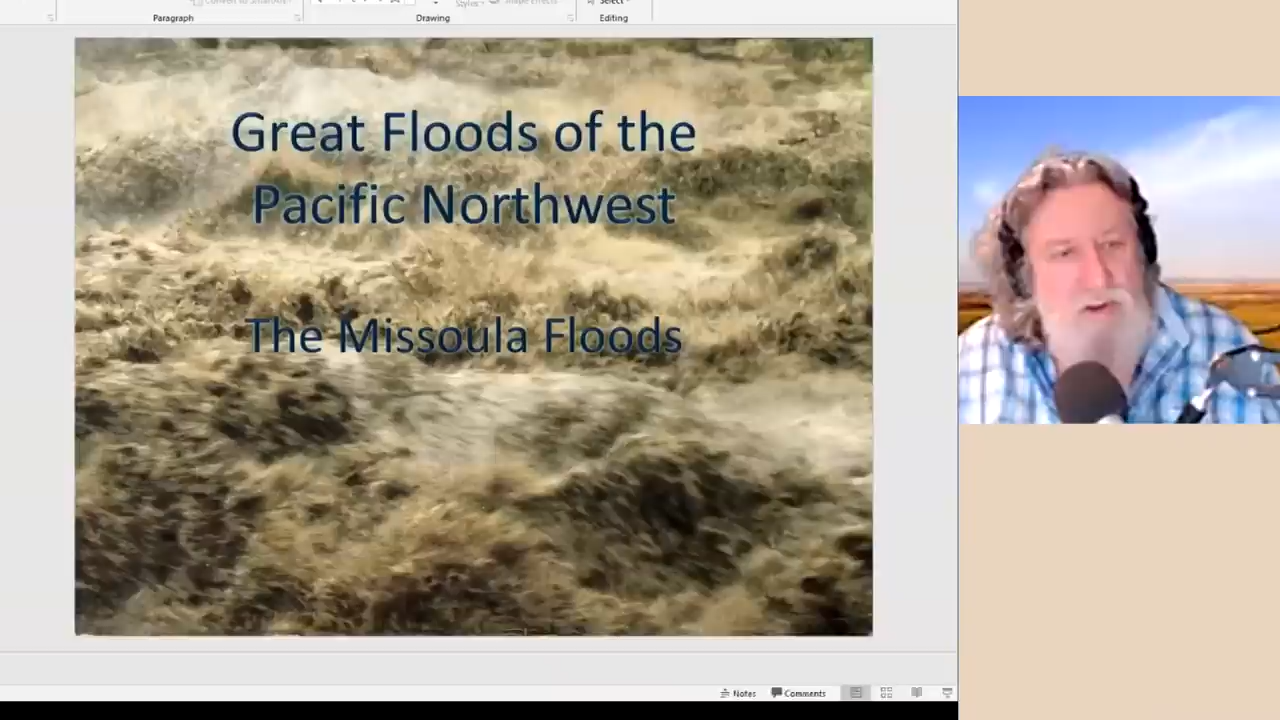 Paragraph
Drawing
Editing
Great Floods of the
Pacific Northwest
The Missoula Floods
Notes
Comments